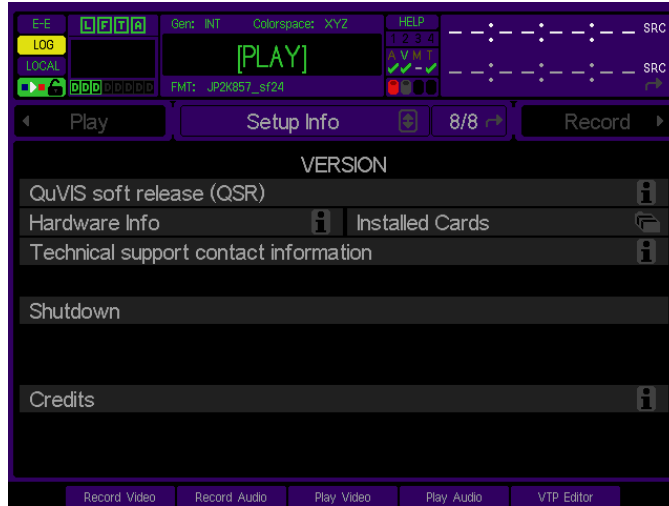 E-E L F T A Gen: INT Colorspace: XYZ HELP --:--:--:-- SRC
LOG 1 2 3 4
LOCAL [PLAY] A V M T --:--:--:-- SRC
DDDDDDDD FMT: JP2K857_sf24
Play Setup Info 8/8 Record
VERSION
QuVIS soft release (QSR) i
Hardware Info i Installed Cards
Technical support contact information i
Shutdown
Credits i
Record Video Record Audio Play Video Play Audio VTP Editor